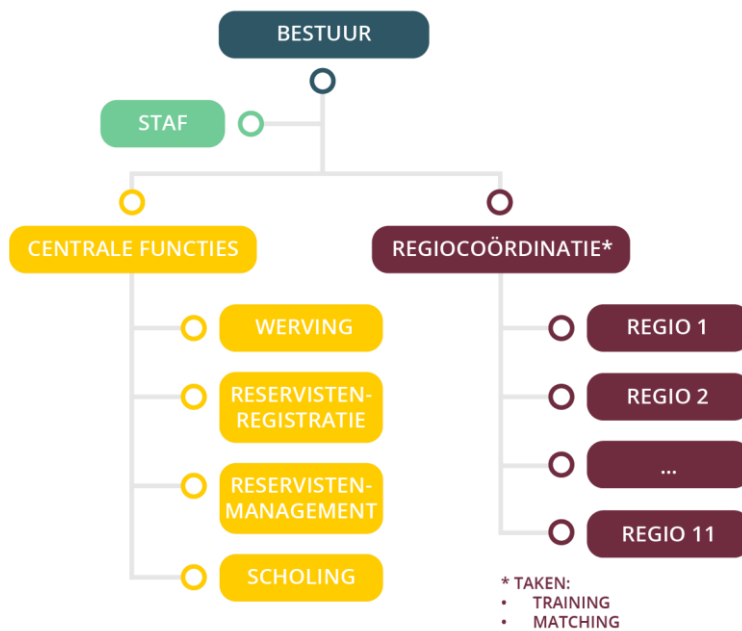 BESTUUR
STAF
CENTRALE FUNCTIES
REGIOCOÖRDINATIE*
WERVING
RESERVISTEN-
REGISTRATIE
RESERVISTEN-
MANAGEMENT
SCHOLING
REGIO 1
REGIO 2
...
REGIO 11
* TAKEN:
• TRAINING
• MATCHING